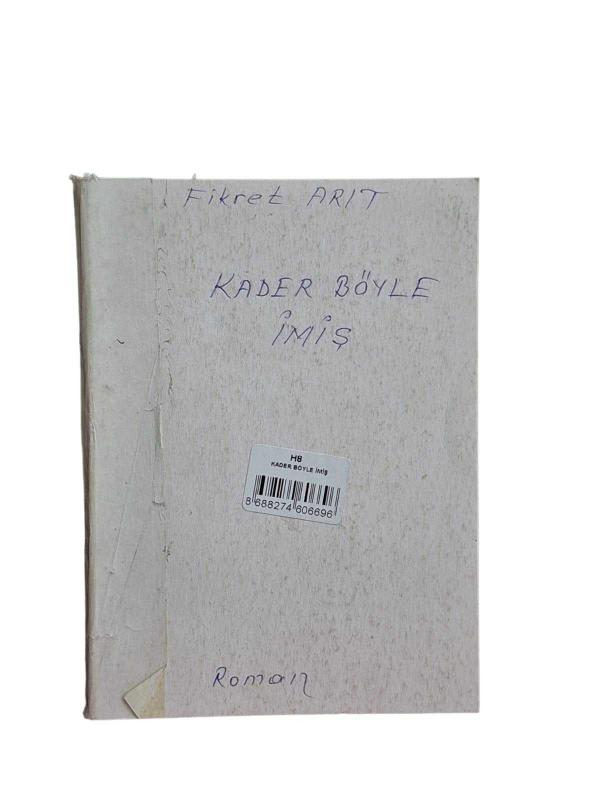 Fikret ARIT
KADER BÖYLE
İMİŞ
H8
KADER BÖYLE İMİŞ
8 688274 606696
Roman